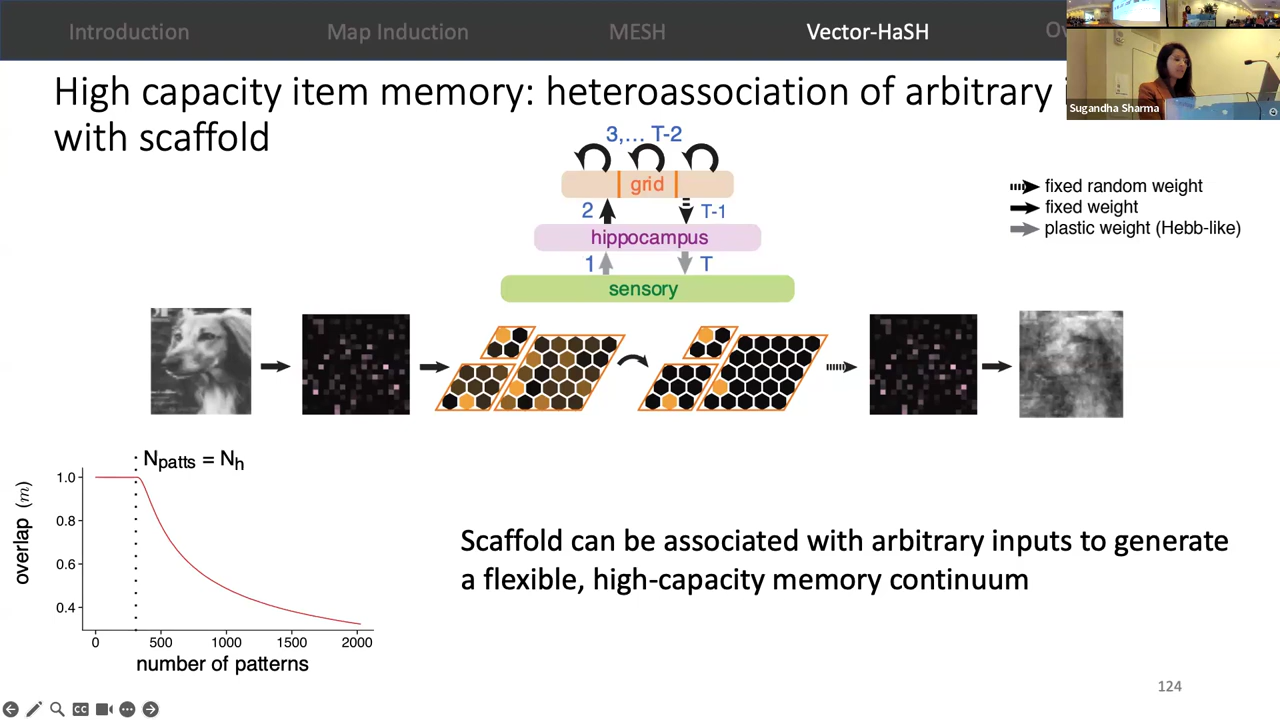 Introduction
Map Induction
MESH
Vector-HaSH
High capacity item memory: heteroassociation of arbitrary
with scaffold
Sugandha Sharma
3,... T-2
grid
2
T-1
hippocampus
1
T
sensory
fixed random weight
fixed weight
plastic weight (Hebb-like)
Npatts = Nh
overlap (m)
1.0
0.8
0.6
0.4
0
500
1000
1500
2000
number of patterns
Scaffold can be associated with arbitrary inputs to generate
a flexible, high-capacity memory continuum
124
CC